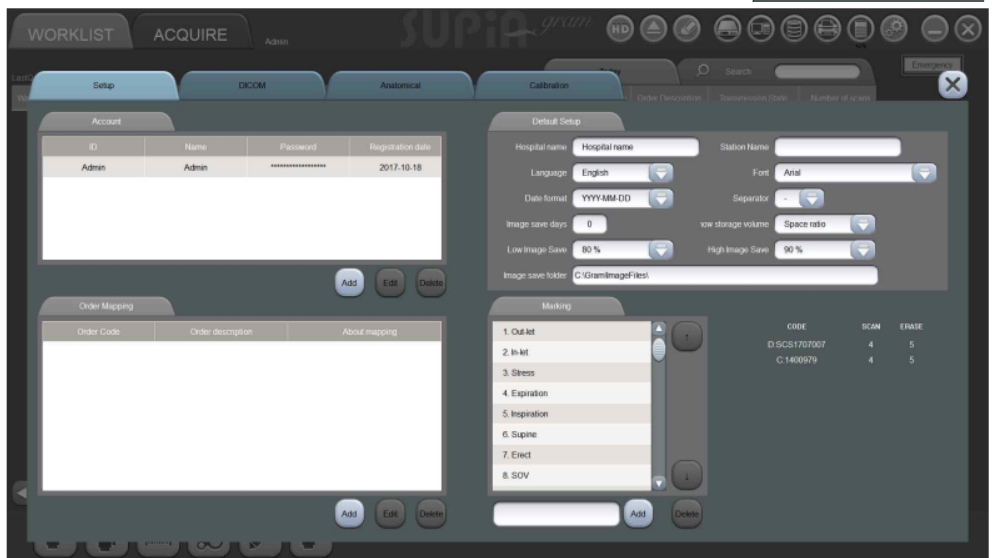 WORKLIST ACQUIRE Admin SUPiA gram HD
Search
Emergency
Setup DICOM Anatomical Calibration
Order Description Transmission State Number of scans
Account
ID Name Password Registration date
Admin Admin ****************** 2017-10-18
Add Edit Delete
Order Mapping
Order Code Order description About mapping
Add Edit Delete
Default Setup
Hospital name Hospital name Station Name
Language English Font Arial
Date format YYYY-MM-DD Separator -
Image save days 0 storage volume Space ratio
Low Image Save 80 % High Image Save 90 %
Image save folder C:\GramImageFiles\
Marking
1. Out-let
2. In-let
3. Stress
4. Expiration
5. Inspiration
6. Supine
7. Erect
8. SOV
Add Delete
CODE SCAN ERASE
D:SCS1707007 4 5
C:1400979 4 5